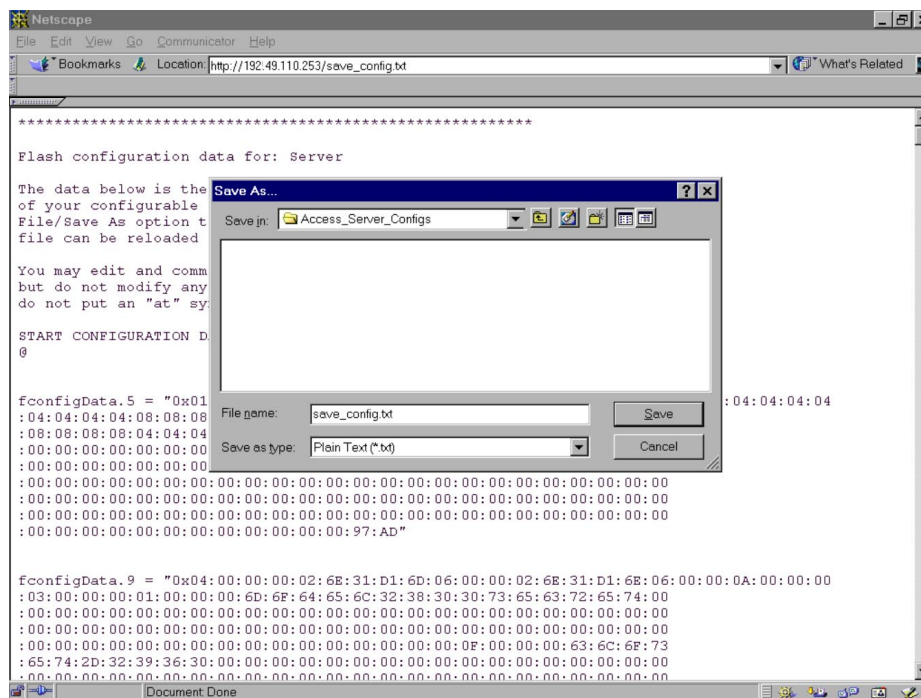 Netscape
File Edit View Go Communicator Help
Bookmarks Location: http://192.49.110.253/save_config.txt What's Related
*********************************************************
Flash configuration data for: Server
The data below is the
of your configurable
File/Save As option t
file can be reloaded
You may edit and comm
but do not modify any
do not put an "at" sy
START CONFIGURATION D
@
Save As...
Save in: Access_Server_Configs
File name: save_config.txt Save
Save as type: Plain Text (*.txt) Cancel
fconfigData.5 = "0x01 :04:04:04:04
:04:04:04:04:08:08:08
:08:08:08:08:04:04:04
:00:00:00:00:00:00:00
:00:00:00:00:00:00:00
:00:00:00:00:00:00:00:00:00:00:00:00:00:00:00:00:00:00:00:00:00:00:00:00
:00:00:00:00:00:00:00:00:00:00:00:00:00:00:00:00:00:00:00:00:00:00:00:00
:00:00:00:00:00:00:00:00:00:00:00:00:00:00:00:00:00:00:00:00:00:00:00:00
:00:00:00:00:00:00:00:00:00:00:00:00:97:AD"
fconfigData.9 = "0x04:00:00:00:02:6E:31:D1:6D:06:00:00:02:6E:31:D1:6E:06:00:00:0A:00:00:00
:03:00:00:00:01:00:00:00:6D:6F:64:65:6C:32:38:30:30:73:65:63:72:65:74:00
:00:00:00:00:00:00:00:00:00:00:00:00:00:00:00:00:00:00:00:00:00:00:00:00
:00:00:00:00:00:00:00:00:00:00:00:00:00:00:00:00:00:00:00:00:00:00:00:00
:00:00:00:00:00:00:00:00:00:00:00:00:00:00:00:0F:00:00:00:63:6C:6F:73
:65:74:2D:32:39:36:30:00:00:00:00:00:00:00:00:00:00:00:00:00:00:00:00:00
:00:00:00:00:00:00:00:00:00:00:00:00:00:00:00:00:00:00:00:00:00:00:00:00
Document: Done